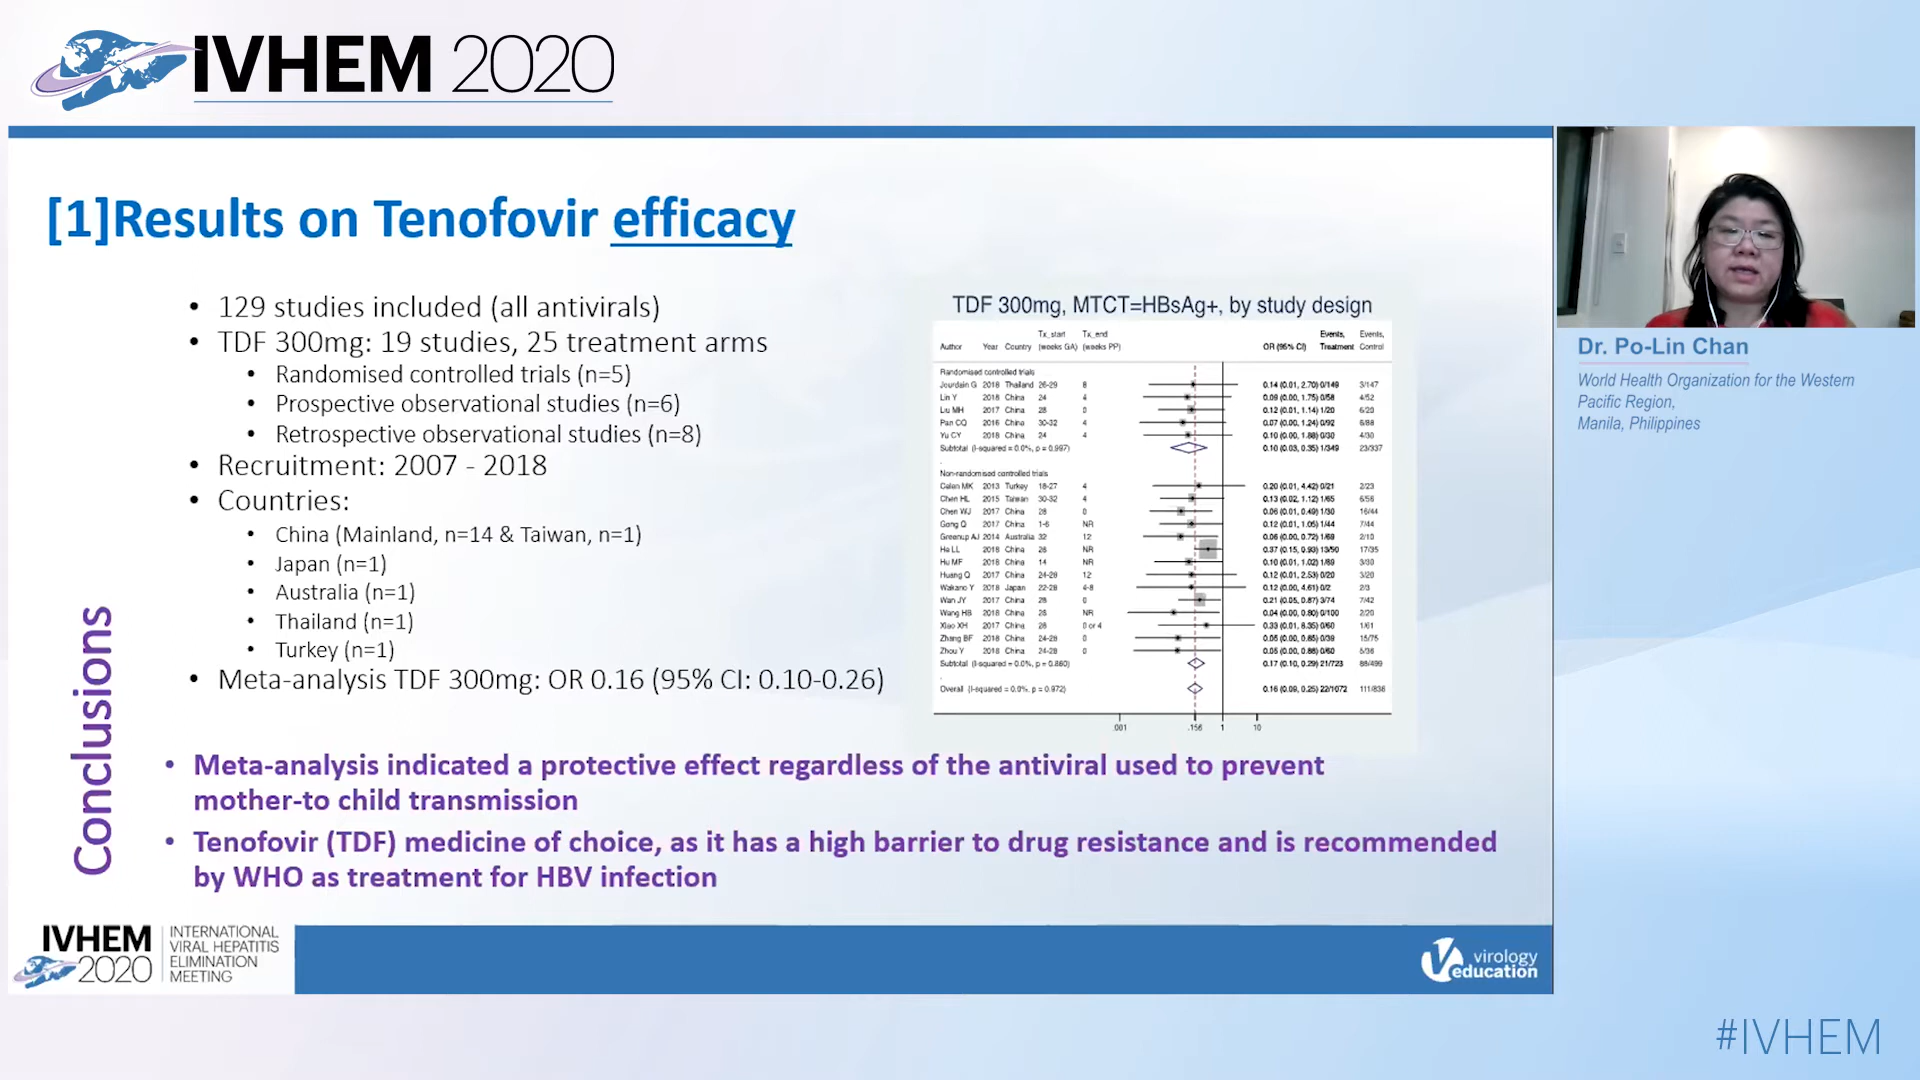 IVHEM 2020
[1]Results on Tenofovir efficacy
• 129 studies included (all antivirals)
• TDF 300mg: 19 studies, 25 treatment arms
• Randomised controlled trials (n=5)
• Prospective observational studies (n=6)
• Retrospective observational studies (n=8)
• Recruitment: 2007 - 2018
• Countries:
• China (Mainland, n=14 & Taiwan, n=1)
• Japan (n=1)
• Australia (n=1)
• Thailand (n=1)
• Turkey (n=1)
• Meta-analysis TDF 300mg: OR 0.16 (95% CI: 0.10-0.26)
TDF 300mg, MTCT=HBsAg+, by study design
Tx_start Tx_end Events, Events,
Author Year Country (weeks GA) (weeks PP) OR (95% CI) Treatment Control
Randomised controlled trials
Jourdain G 2018 Thailand 26-29 8 0.14 (0.01, 2.70) 0/149 3/147
Lin Y 2018 China 24 4 0.09 (0.00, 1.75) 0/58 4/52
Liu MH 2017 China 28 0 0.12 (0.01, 1.14) 1/20 6/20
Pan CQ 2016 China 30-32 4 0.07 (0.00, 1.24) 0/92 6/88
Yu CY 2018 China 24 4 0.10 (0.00, 1.88) 0/30 4/30
Subtotal (I-squared = 0.0%, p = 0.997) 0.10 (0.03, 0.35) 1/349 23/337
Non-randomised controlled trials
Celen MK 2013 Turkey 18-27 4 0.20 (0.01, 4.42) 0/21 2/23
Chen HL 2015 Taiwan 30-32 4 0.13 (0.02, 1.12) 1/65 6/56
Chen WJ 2017 China 28 0 0.06 (0.01, 0.49) 1/30 16/44
Gong Q 2017 China 1-6 NR 0.12 (0.01, 1.05) 1/44 7/44
Greenup AJ 2014 Australia 32 12 0.06 (0.00, 0.72) 1/68 2/10
He LL 2018 China 28 NR 0.37 (0.15, 0.93) 13/90 17/35
Hu MF 2018 China 14 NR 0.10 (0.01, 1.02) 1/89 3/30
Huang Q 2017 China 24-28 12 0.12 (0.01, 2.53) 0/20 3/20
Wakano Y 2018 Japan 22-28 4-8 0.12 (0.00, 4.61) 0/2 2/3
Wan JY 2017 China 28 0 0.21 (0.05, 0.87) 3/74 7/42
Wang HB 2018 China 28 NR 0.04 (0.00, 0.80) 0/100 2/20
Xiao XH 2017 China 28 0 or 4 0.33 (0.01, 8.35) 0/60 1/61
Zhang BF 2018 China 24-28 0 0.05 (0.00, 0.85) 0/39 15/75
Zhou Y 2018 China 24-28 0 0.05 (0.00, 0.88) 0/60 5/36
Subtotal (I-squared = 0.0%, p = 0.860) 0.17 (0.10, 0.29) 21/723 88/499
Overall (I-squared = 0.0%, p = 0.972) 0.16 (0.09, 0.25) 22/1072 111/836
.001 .156 1 10
Conclusions
• Meta-analysis indicated a protective effect regardless of the antiviral used to prevent
mother-to child transmission
• Tenofovir (TDF) medicine of choice, as it has a high barrier to drug resistance and is recommended
by WHO as treatment for HBV infection
IVHEM
2020
INTERNATIONAL
VIRAL HEPATITIS
ELIMINATION
MEETING
virology
education
Dr. Po-Lin Chan
World Health Organization for the Western
Pacific Region,
Manila, Philippines
#IVHEM